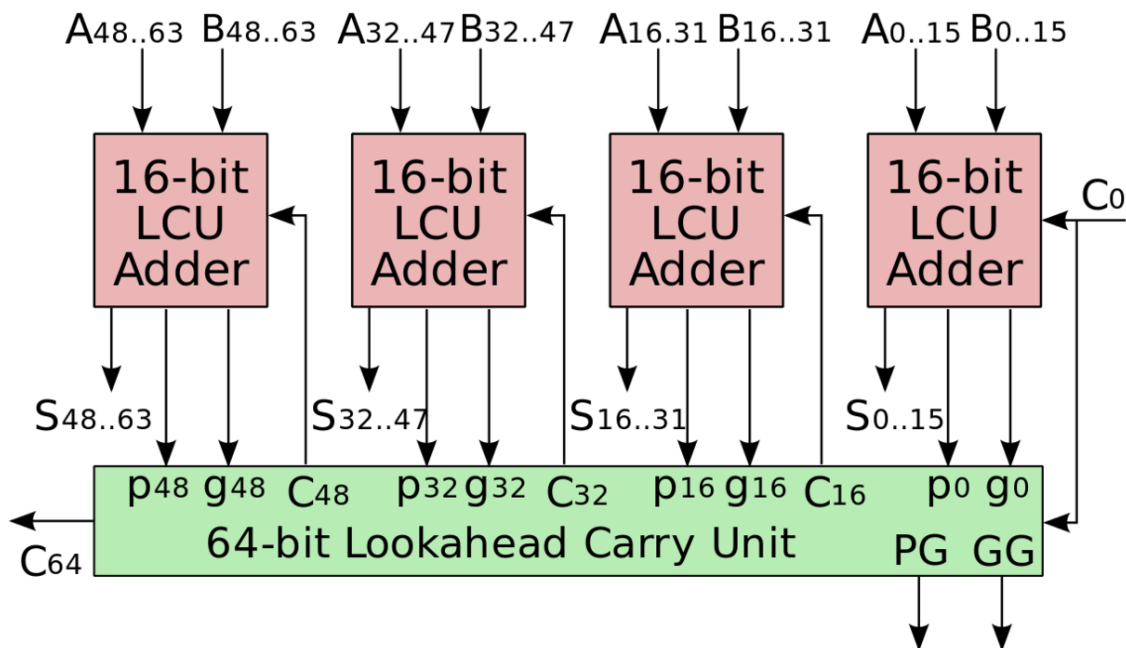 A48..63 B48..63 A32..47 B32..47 A16.31 B16..31 A0..15 B0..15
16-bit LCU Adder
16-bit LCU Adder
16-bit LCU Adder
16-bit LCU Adder
C0
S48..63 S32..47 S16..31 S0..15
p48 g48 C48 p32 g32 C32 p16 g16 C16 p0 g0
64-bit Lookahead Carry Unit
PG GG
C64